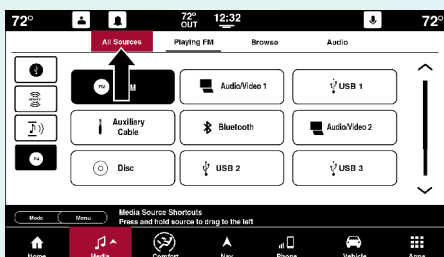 72° 72° OUT 12:32 72°
All Sources Playing FM Browse Audio
FM M Audio/Video 1 USB 1
Auxiliary Cable Bluetooth Audio/Video 2
FM Disc USB 2 USB 3
Mode Menu Media Source Shortcuts
Press and hold source to drag to the left
Home Media Comfort Nav Phone Vehicle Apps